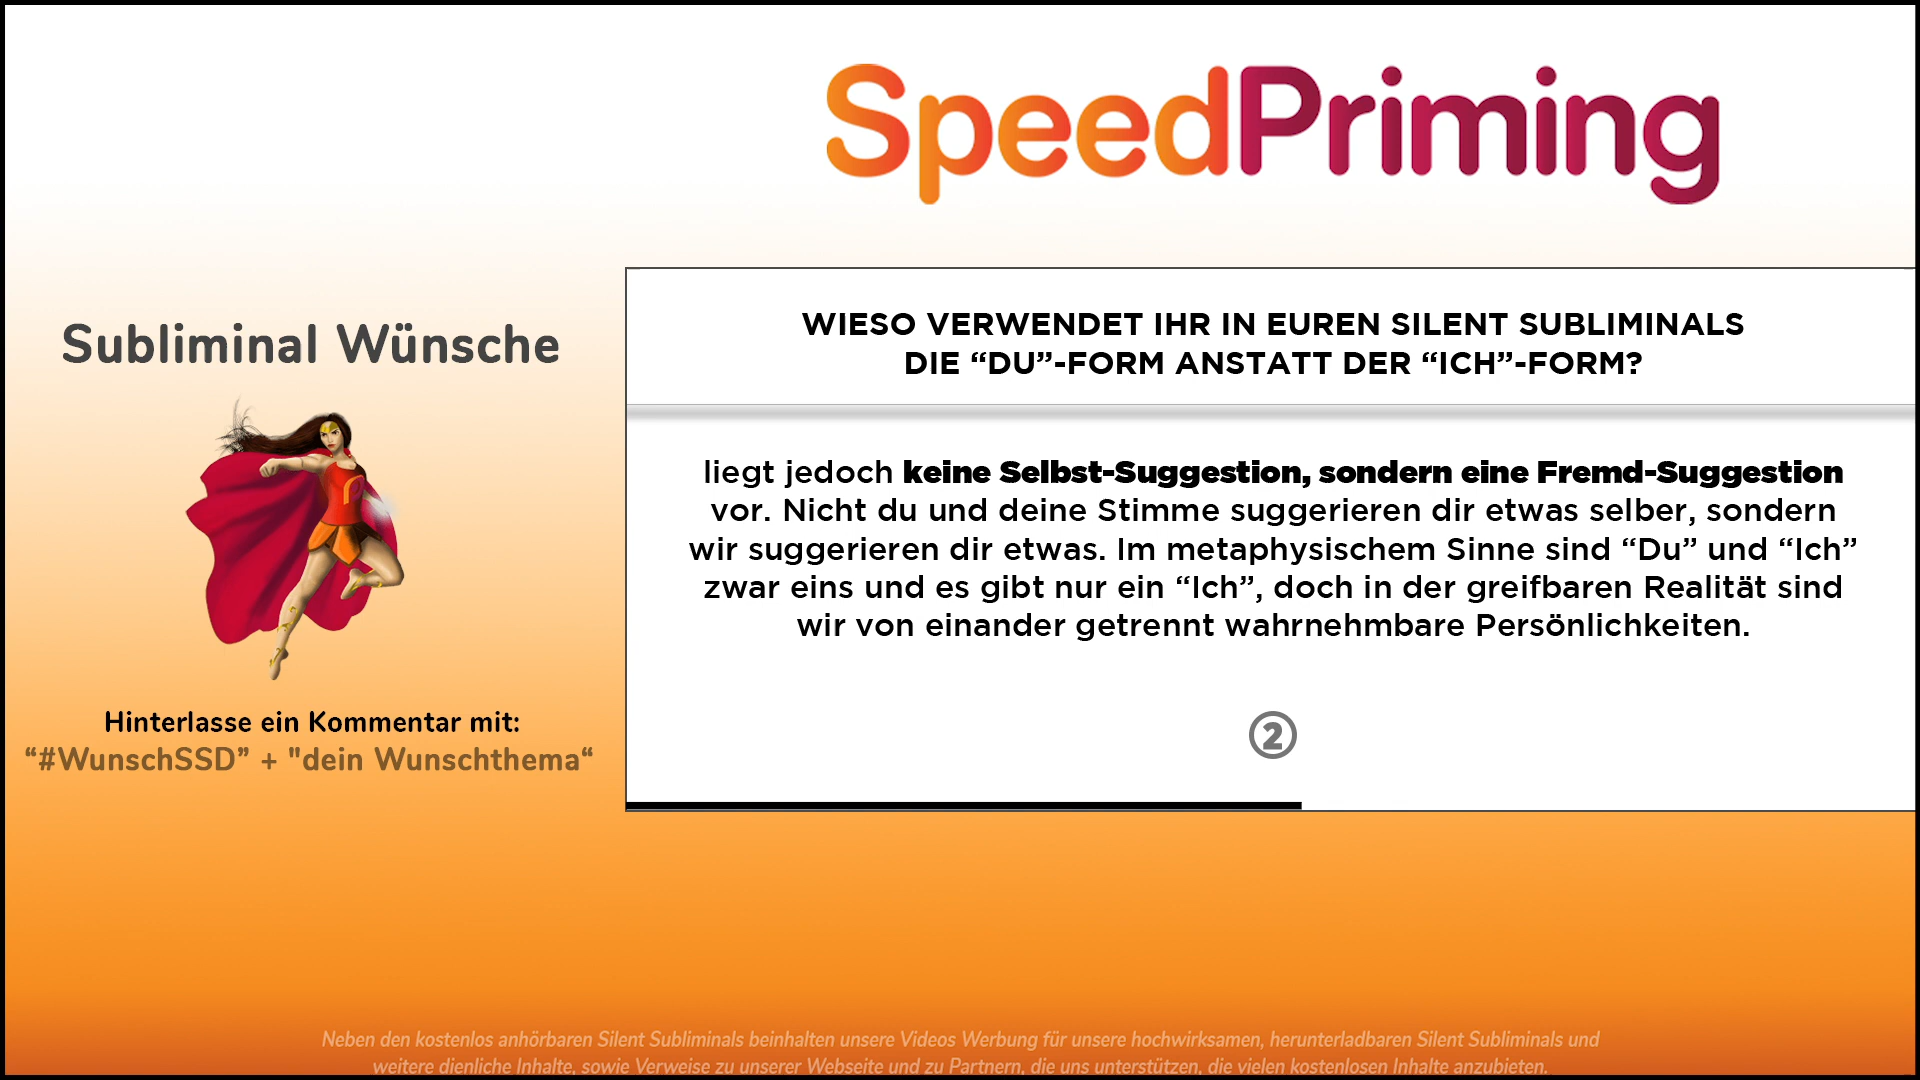 SpeedPriming
Subliminal Wünsche
Hinterlasse ein Kommentar mit:
“#WunschSSD” + "dein Wunschthema“
WIESO VERWENDET IHR IN EUREN SILENT SUBLIMINALS
DIE “DU”-FORM ANSTATT DER “ICH”-FORM?
liegt jedoch keine Selbst-Suggestion, sondern eine Fremd-Suggestion
vor. Nicht du und deine Stimme suggerieren dir etwas selber, sondern
wir suggerieren dir etwas. Im metaphysischem Sinne sind “Du” und “Ich”
zwar eins und es gibt nur ein “Ich”, doch in der greifbaren Realität sind
wir von einander getrennt wahrnehmbare Persönlichkeiten.
2
Neben den kostenlos anhörbaren Silent Subliminals beinhalten unsere Videos Werbung für unsere hochwirksamen, herunterladbaren Silent Subliminals und
weitere dienliche Inhalte, sowie Verweise zu unserer Webseite und zu Partnern, die uns unterstützen, die vielen kostenlosen Inhalte anzubieten.